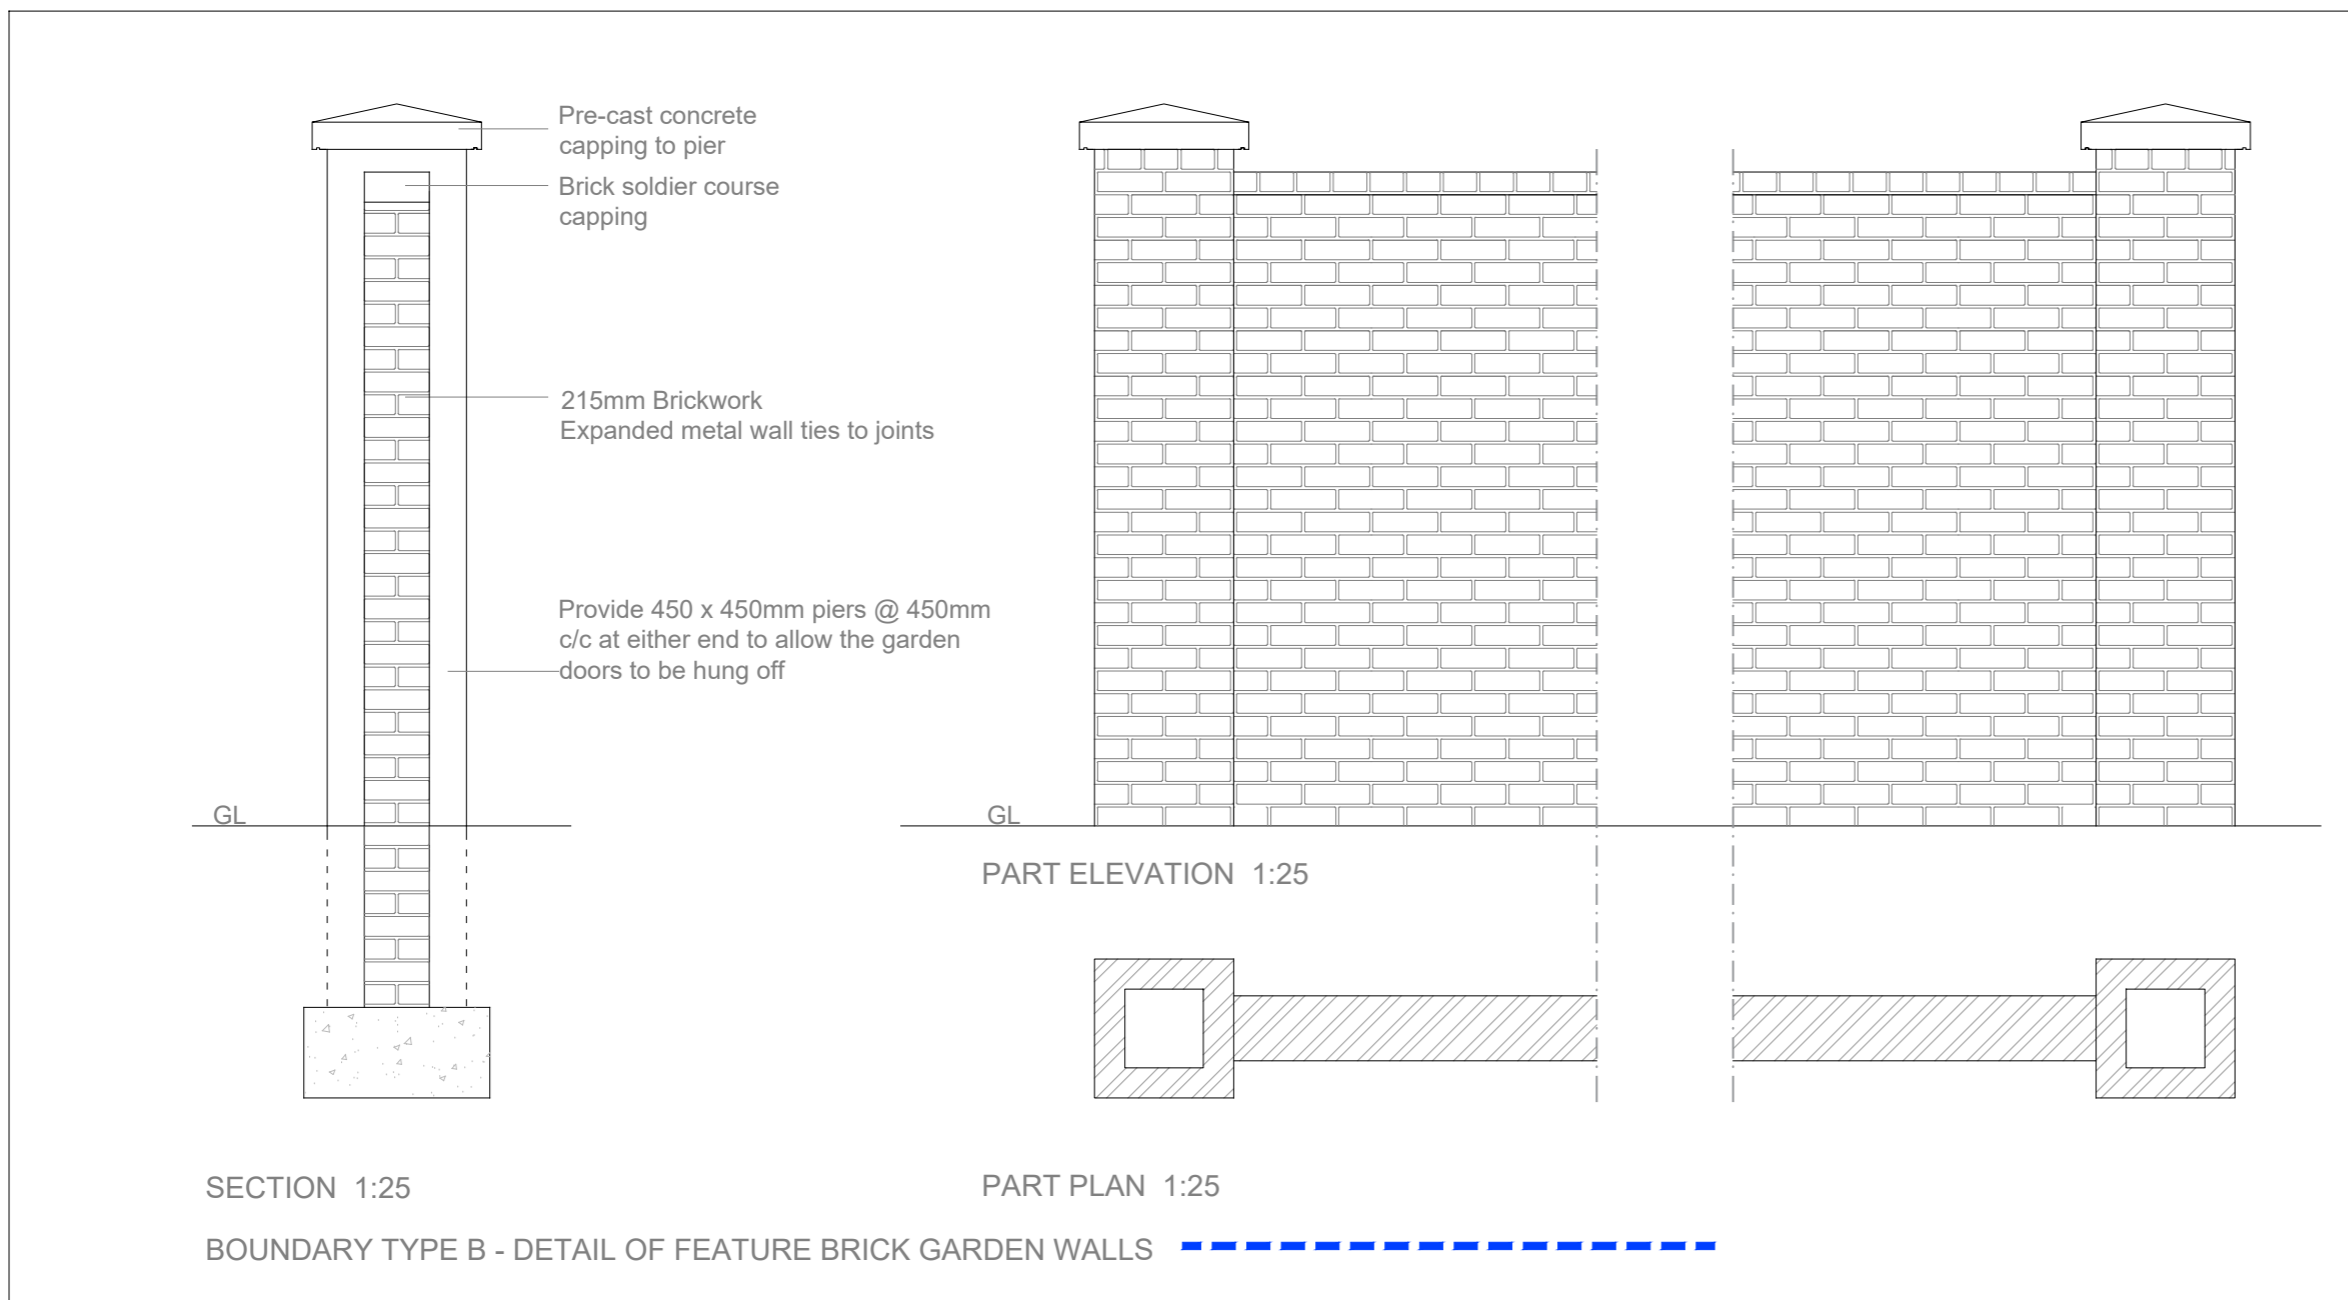 Pre-cast concrete
capping to pier
Brick soldier course
capping
215mm Brickwork
Expanded metal wall ties to joints
Provide 450 x 450mm piers @ 450mm
c/c at either end to allow the garden
doors to be hung off
GL
GL
PART ELEVATION 1:25
SECTION 1:25
PART PLAN 1:25
BOUNDARY TYPE B - DETAIL OF FEATURE BRICK GARDEN WALLS